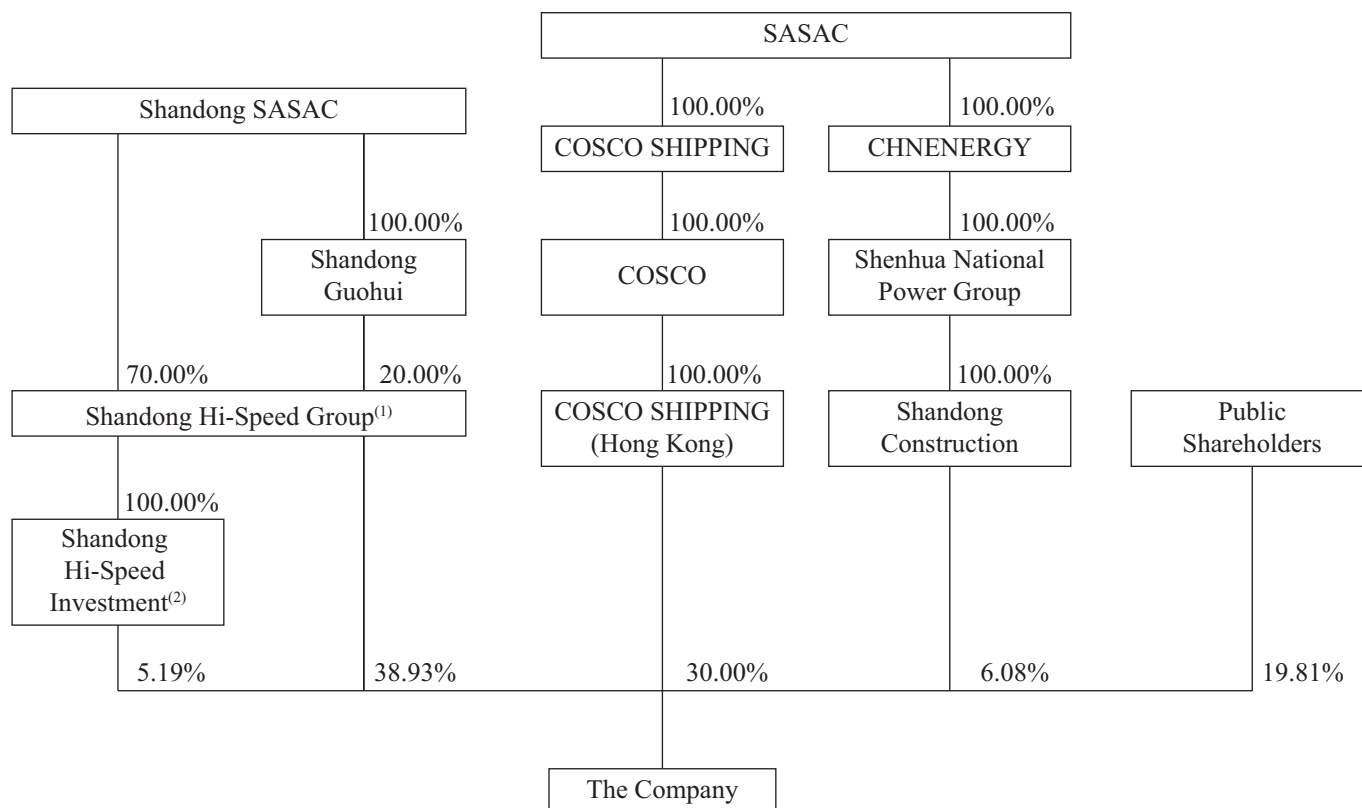 SASAC
Shandong SASAC
100.00%
100.00%
COSCO SHIPPING
CHNENERGY
100.00%
100.00%
100.00%
Shandong
Guohui
COSCO
Shenhua National
Power Group
70.00%
20.00%
100.00%
100.00%
Shandong Hi-Speed Group(1)
COSCO SHIPPING
(Hong Kong)
Shandong
Construction
Public
Shareholders
100.00%
Shandong
Hi-Speed
Investment(2)
5.19%
38.93%
30.00%
6.08%
19.81%
The Company